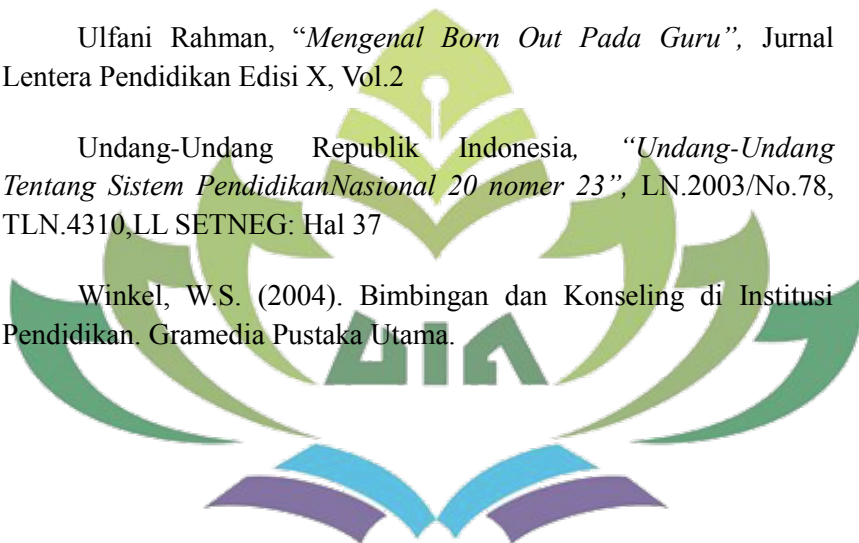 Ulfani Rahman, “Mengenal Born Out Pada Guru”, Jurnal
Lentera Pendidikan Edisi X, Vol.2
Undang-Undang Republik Indonesia, “Undang-Undang
Tentang Sistem PendidikanNasional 20 nomer 23”, LN.2003/No.78,
TLN.4310,LL SETNEG: Hal 37
Winkel, W.S. (2004). Bimbingan dan Konseling di Institusi
Pendidikan. Gramedia Pustaka Utama.
UIN